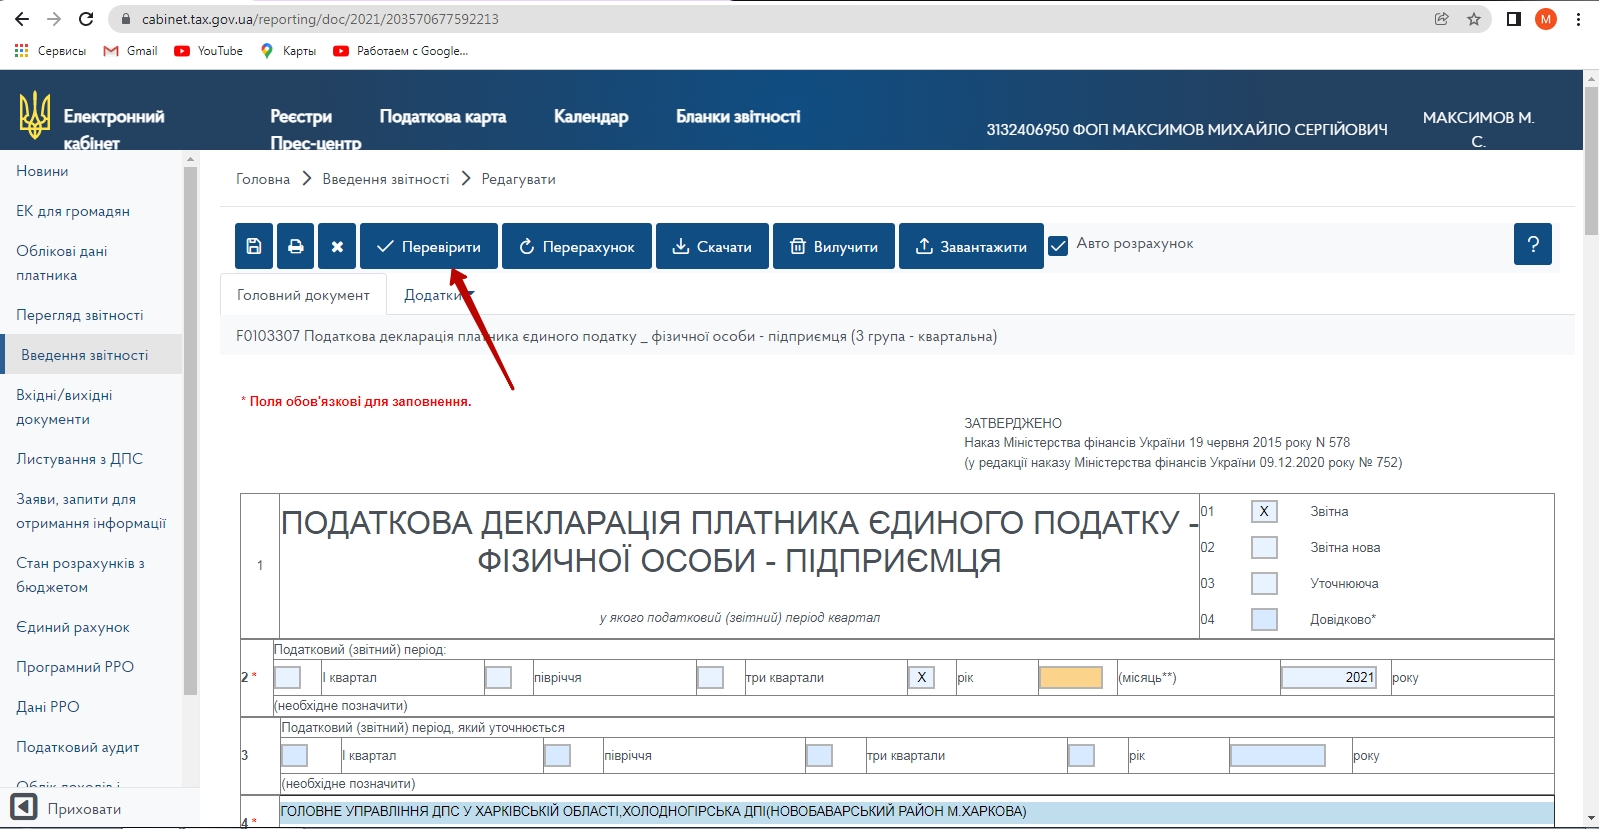 cabinet.tax.gov.ua/reporting/doc/2021/203570677592213
M
Сервисы Gmail YouTube Карты Работаем с Google...
Електронний кабінет
Реєстри Податкова карта Календар Бланки звітності
Прес-центр
3132406950 ФОП МАКСИМОВ МИХАЙЛО СЕРГІЙОВИЧ
МАКСИМОВ М. С.
Новини
ЕК для громадян
Облікові дані
платника
Перегляд звітності
Введення звітності
Вхідні/вихідні
документи
Листування з ДПС
Заяви, запити для
отримання інформації
Стан розрахунків з
бюджетом
Єдиний рахунок
Програмний РРО
Дані РРО
Податковий аудит
Облік доходів і
Приховати
Головна > Введення звітності > Редагувати
Перевірити Перерахунок Скачати Вилучити Завантажити Авто розрахунок ?
Головний документ Додатки
F0103307 Податкова декларація платника єдиного податку _ фізичної особи - підприємця (3 група - квартальна)
* Поля обов'язкові для заповнення.
ЗАТВЕРДЖЕНО
Наказ Міністерства фінансів України 19 червня 2015 року N 578
(у редакції наказу Міністерства фінансів України 09.12.2020 року № 752)
1
ПОДАТКОВА ДЕКЛАРАЦІЯ ПЛАТНИКА ЄДИНОГО ПОДАТКУ -
ФІЗИЧНОЇ ОСОБИ - ПІДПРИЄМЦЯ
у якого податковий (звітний) період квартал
01 X Звітна
02 Звітна нова
03 Уточнююча
04 Довідково*
Податковий (звітний) період:
2 * I квартал півріччя три квартали X рік (місяць**) 2021 року
(необхідне позначити)
Податковий (звітний) період, який уточнюється
3 I квартал півріччя три квартали рік року
(необхідне позначити)
4 * ГОЛОВНЕ УПРАВЛІННЯ ДПС У ХАРКІВСЬКІЙ ОБЛАСТІ,ХОЛОДНОГІРСЬКА ДПІ(НОВОБАВАРСЬКИЙ РАЙОН М.ХАРКОВА)